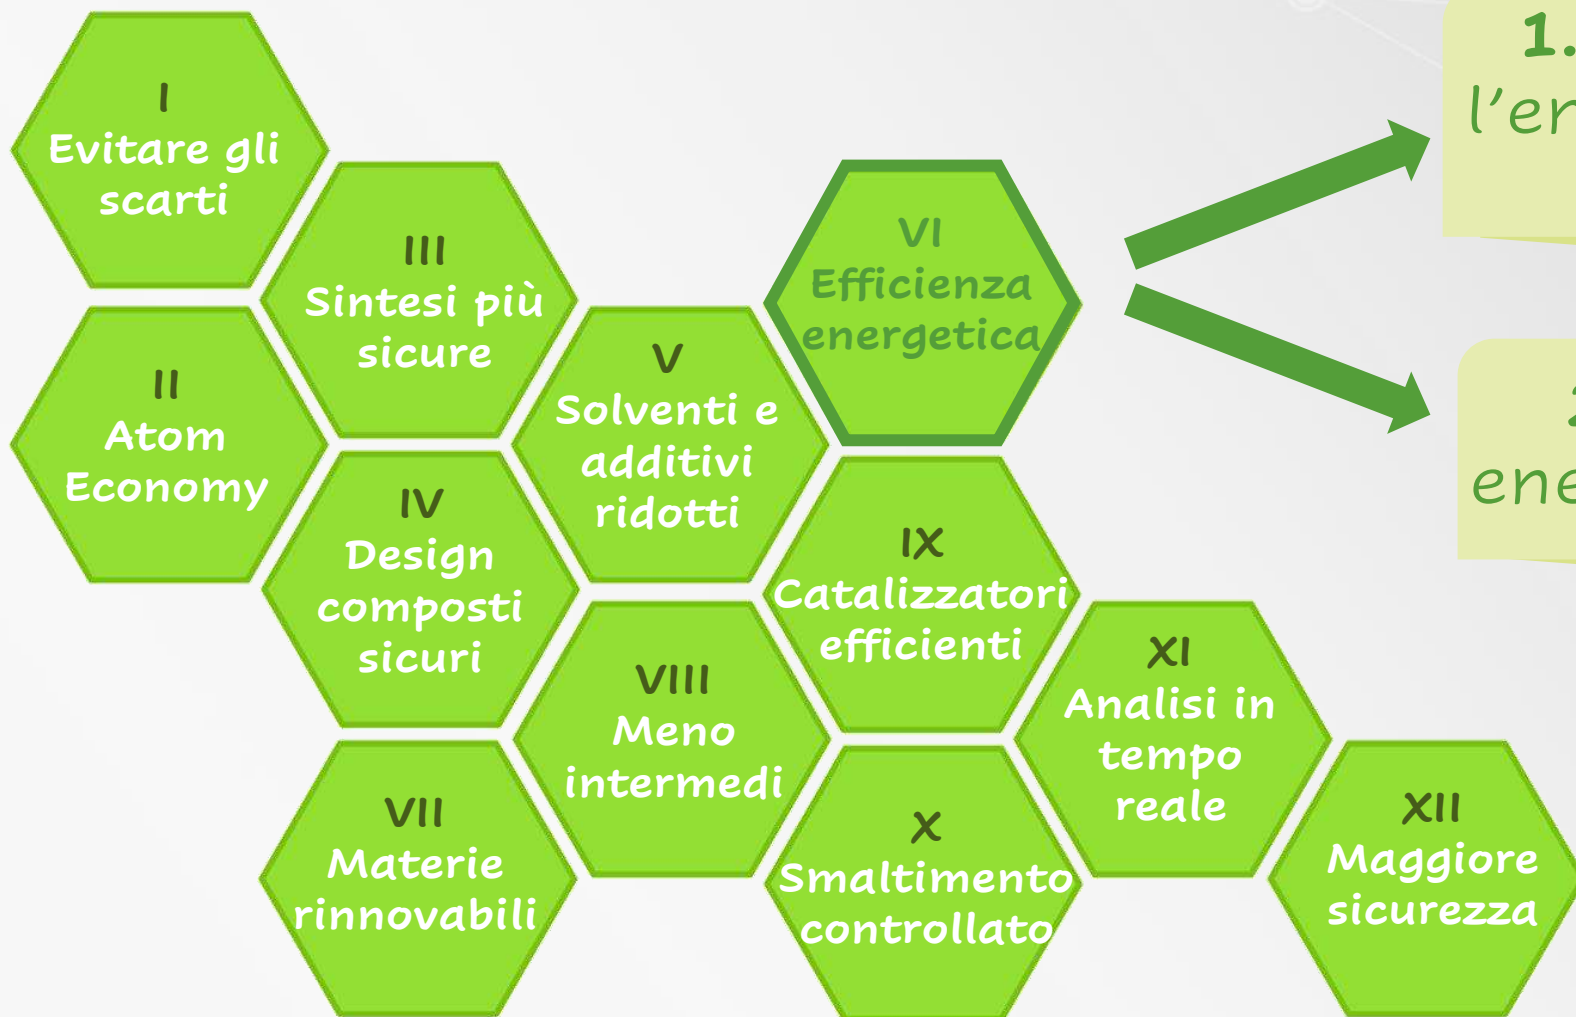 I
Evitare gli
scarti
II
Atom
Economy
III
Sintesi più
sicure
IV
Design
composti
sicuri
V
Solventi e
additivi
ridotti
VI
Efficienza
energetica
VII
Materie
rinnovabili
VIII
Meno
intermedi
IX
Catalizzatori
efficienti
X
Smaltimento
controllato
XI
Analisi in
tempo
reale
XII
Maggiore
sicurezza
1.